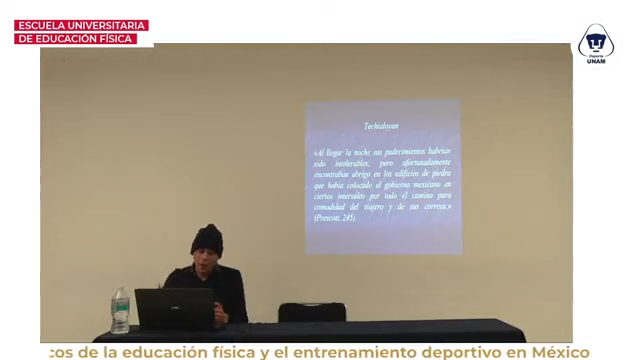 ESCUELA UNIVERSITARIA
DE EDUCACIÓN FÍSICA
Deporte
UNAM
Techialoyan
«Al llegar la noche sus padecimientos habrían
sido intolerables, pero afortunadamente
encontraban abrigo en los edificios de piedra
que había colocado el gobierno mexicano en
ciertos intervalos por todo el camino para
comodidad del viajero y de sus correos.»
(Prescott, 245)
cos de la educación física y el entrenamiento deportivo en México